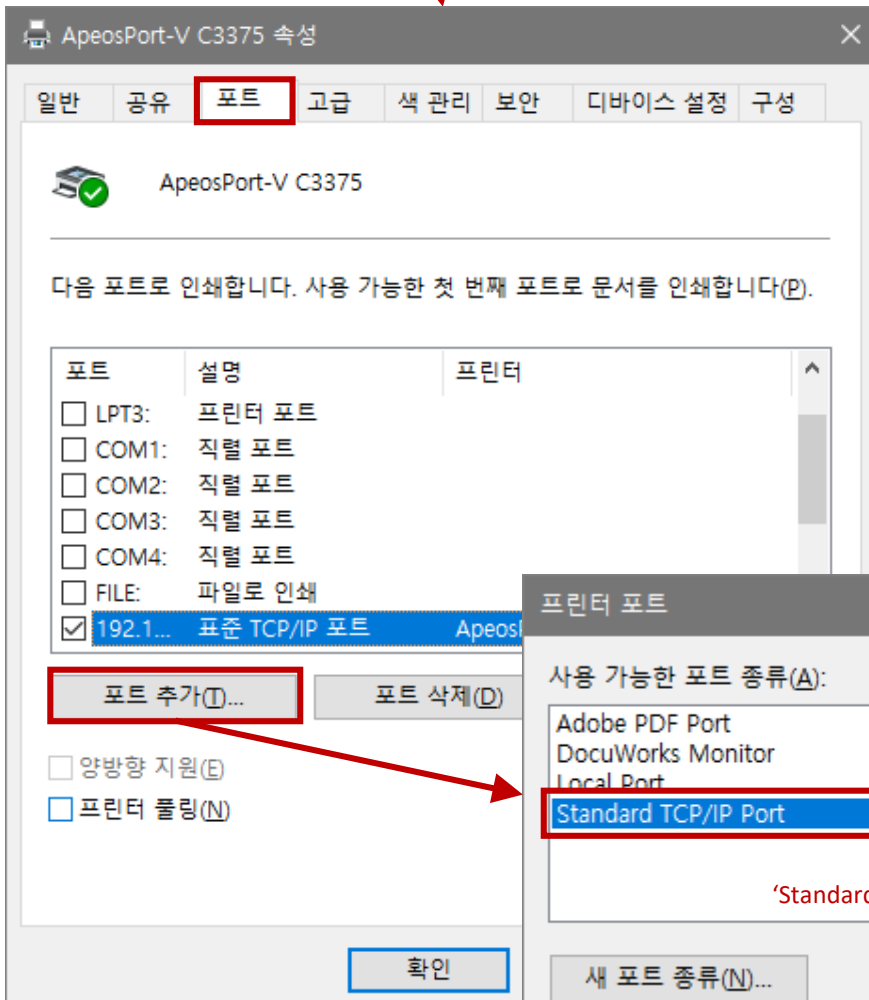 ApeosPort-V C3375 속성
일반 공유 포트 고급 색 관리 보안 디바이스 설정 구성
ApeosPort-V C3375
다음 포트로 인쇄합니다. 사용 가능한 첫 번째 포트로 문서를 인쇄합니다(P).
포트 설명 프린터
LPT3: 프린터 포트
COM1: 직렬 포트
COM2: 직렬 포트
COM3: 직렬 포트
COM4: 직렬 포트
FILE: 파일로 인쇄
192.1... 표준 TCP/IP 포트 Apeos
포트 추가(T)... 포트 삭제(D)
양방향 지원(E)
프린터 풀링(N)
확인
프린터 포트
사용 가능한 포트 종류(A):
Adobe PDF Port
DocuWorks Monitor
Local Port
Standard TCP/IP Port
‘Standard
새 포트 종류(N)...